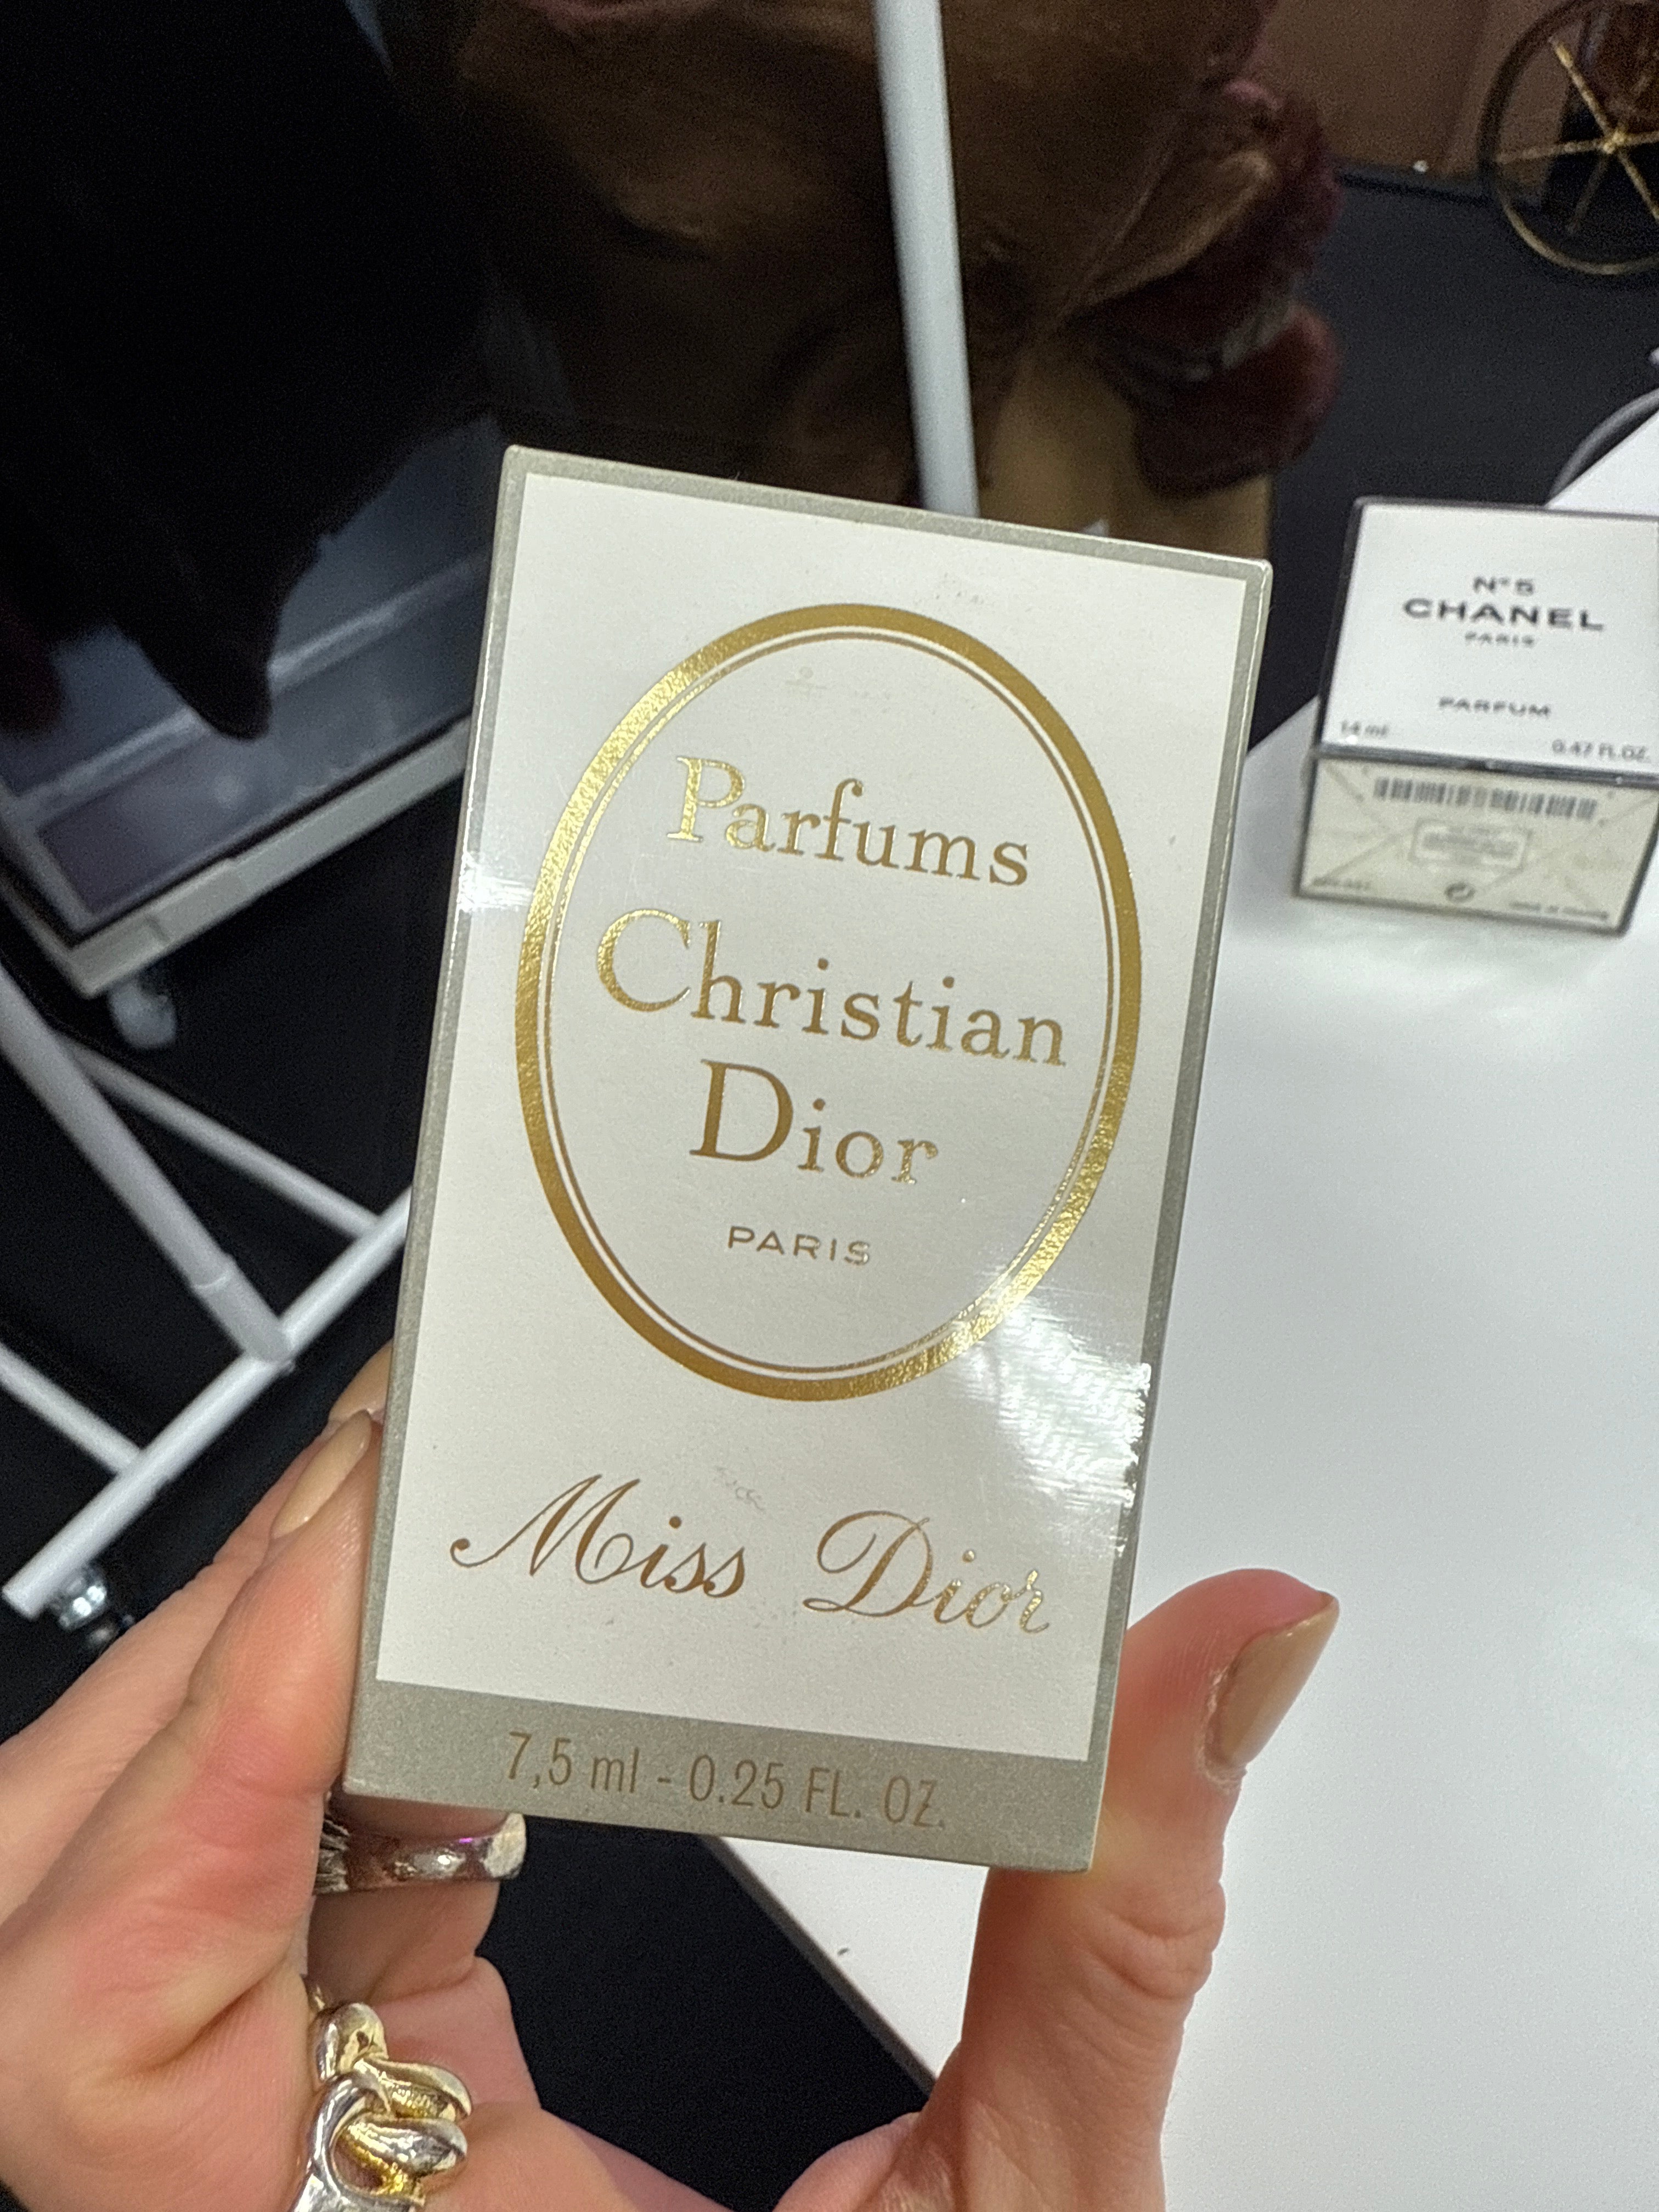 Parfums
Christian
Dior
PARIS
Miss Dior
7,5 ml - 0.25 FL. OZ.
N°5
CHANEL
PARIS
PARFUM
14 ml
0.47 FL.OZ.